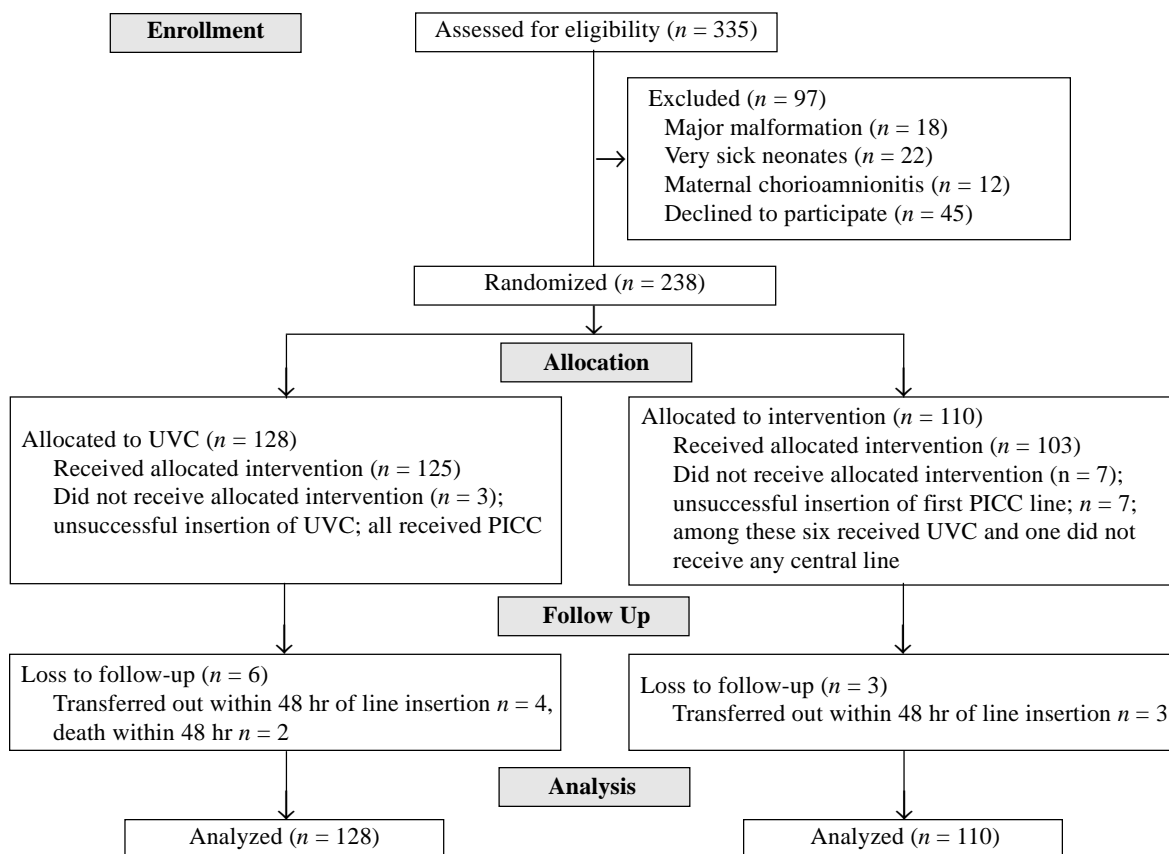 Enrollment
Assessed for eligibility (n = 335)
Excluded (n = 97)
Major malformation (n = 18)
Very sick neonates (n = 22)
Maternal chorioamnionitis (n = 12)
Declined to participate (n = 45)
Randomized (n = 238)
Allocation
Allocated to UVC (n = 128)
Received allocated intervention (n = 125)
Did not receive allocated intervention (n = 3);
unsuccessful insertion of UVC; all received PICC
Allocated to intervention (n = 110)
Received allocated intervention (n = 103)
Did not receive allocated intervention (n = 7);
unsuccessful insertion of first PICC line; n = 7;
among these six received UVC and one did not
receive any central line
Follow Up
Loss to follow-up (n = 6)
Transferred out within 48 hr of line insertion n = 4,
death within 48 hr n = 2
Loss to follow-up (n = 3)
Transferred out within 48 hr of line insertion n = 3
Analysis
Analyzed (n = 128)
Analyzed (n = 110)